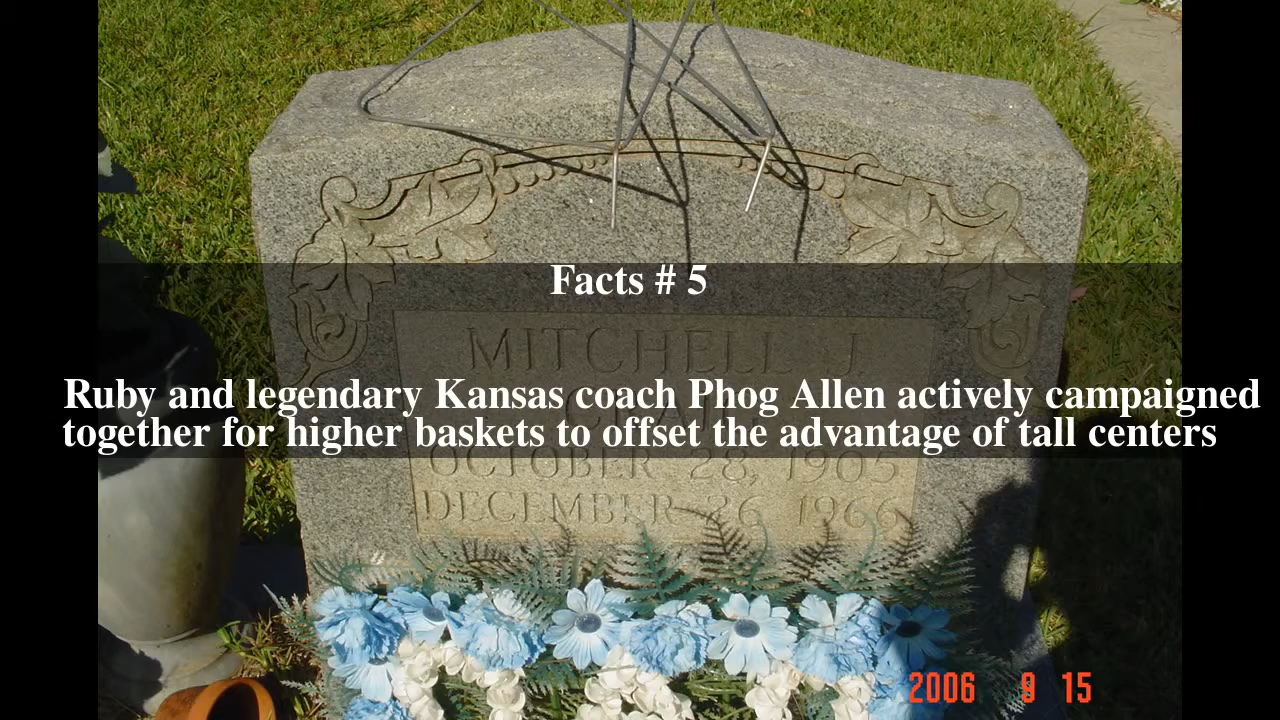 Facts # 5
MITCHELL J
Ruby and legendary Kansas coach Phog Allen actively campaigned
together for higher baskets to offset the advantage of tall centers
OCTOBER 28, 1905
DECEMBER 26 1966
2006 9 15